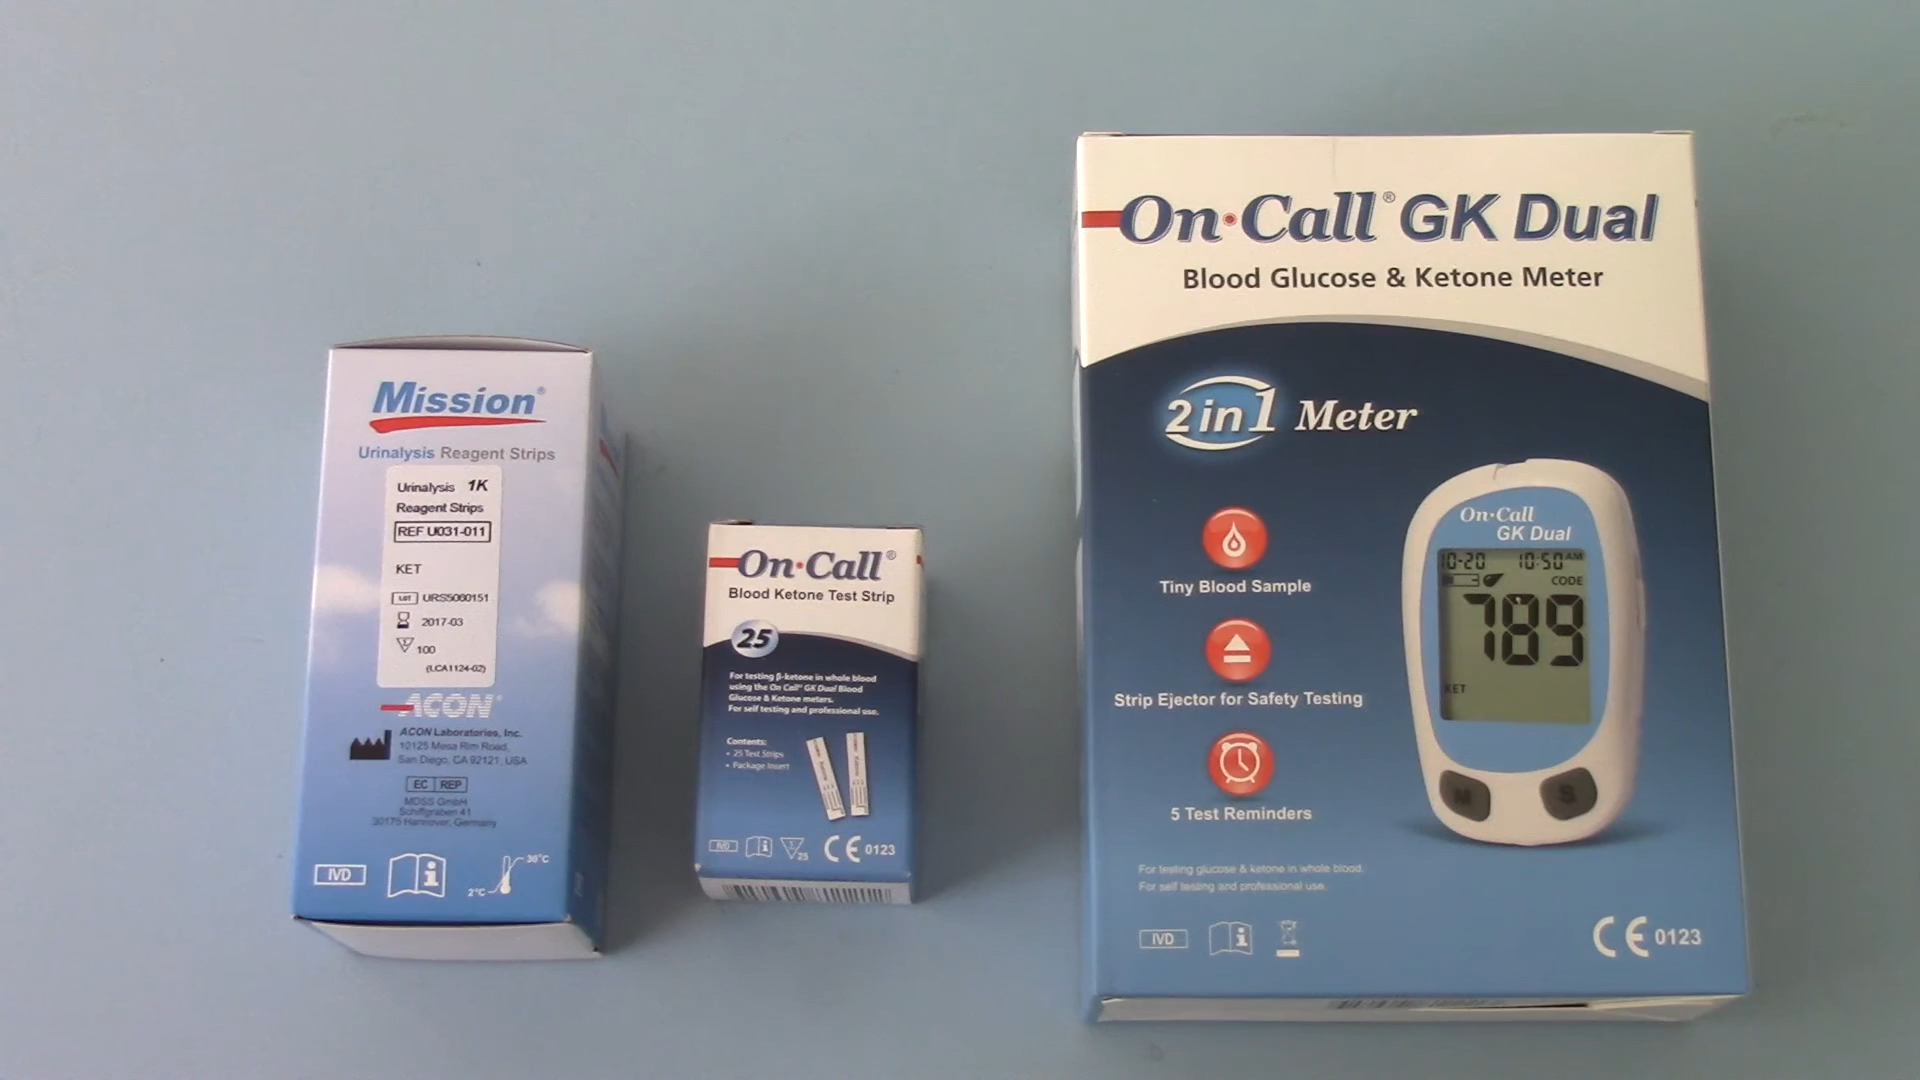 Mission®
Urinalysis Reagent Strips
Urinalysis 1K
Reagent Strips
REF U031-011
KET
LOT URS5060151
2017-03
100
(LCA1124-02)
ACON®
ACON Laboratories, Inc.
10125 Mesa Rim Road,
San Diego, CA 92121, USA
EC REP
MDSS GmbH
Schiffgraben 41
30175 Hannover, Germany
IVD
2°C
30°C
On·Call®
Blood Ketone Test Strip
25
For testing β-ketone in whole blood
using the On Call® GK Dual Blood
Glucose & Ketone meters.
For self testing and professional use.
Contents:
• 25 Test Strips
• Package Insert
IVD
25
CE 0123
On·Call® GK Dual
Blood Glucose & Ketone Meter
2 in 1 Meter
Tiny Blood Sample
Strip Ejector for Safety Testing
5 Test Reminders
On·Call
GK Dual
10-20 10:50 AM
CODE
789
KET
M S
For testing glucose & ketone in whole blood.
For self testing and professional use.
IVD
CE 0123